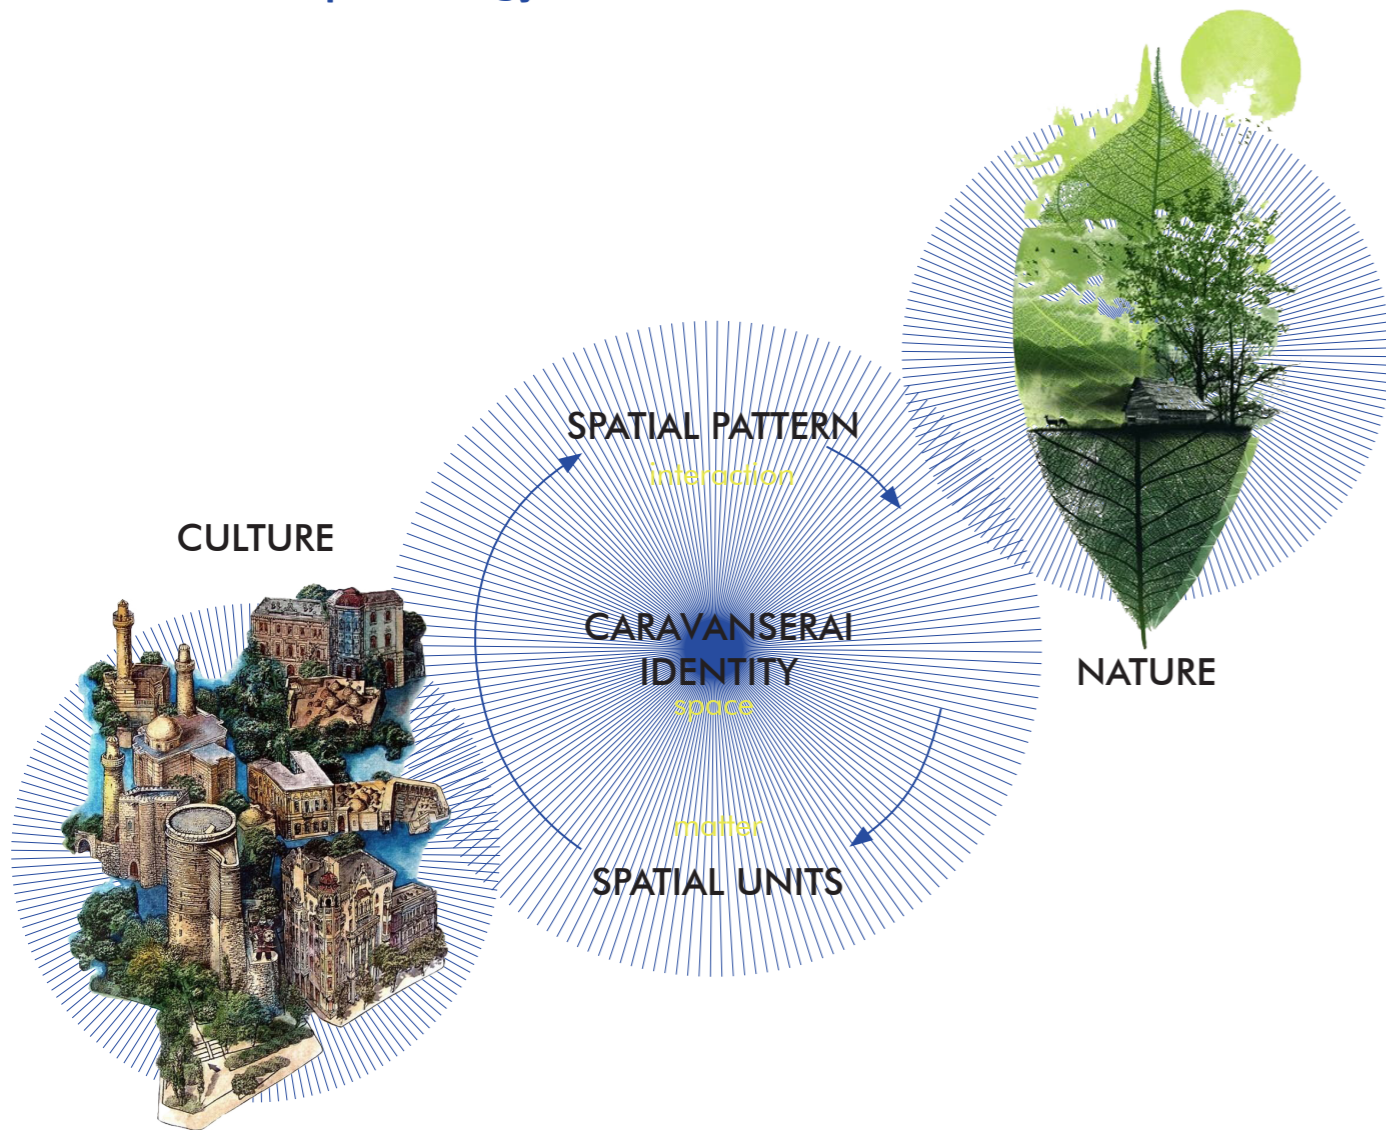 SPATIAL PATTERN
interaction
CULTURE
CARAVANSERAI
IDENTITY
space
NATURE
matter
SPATIAL UNITS